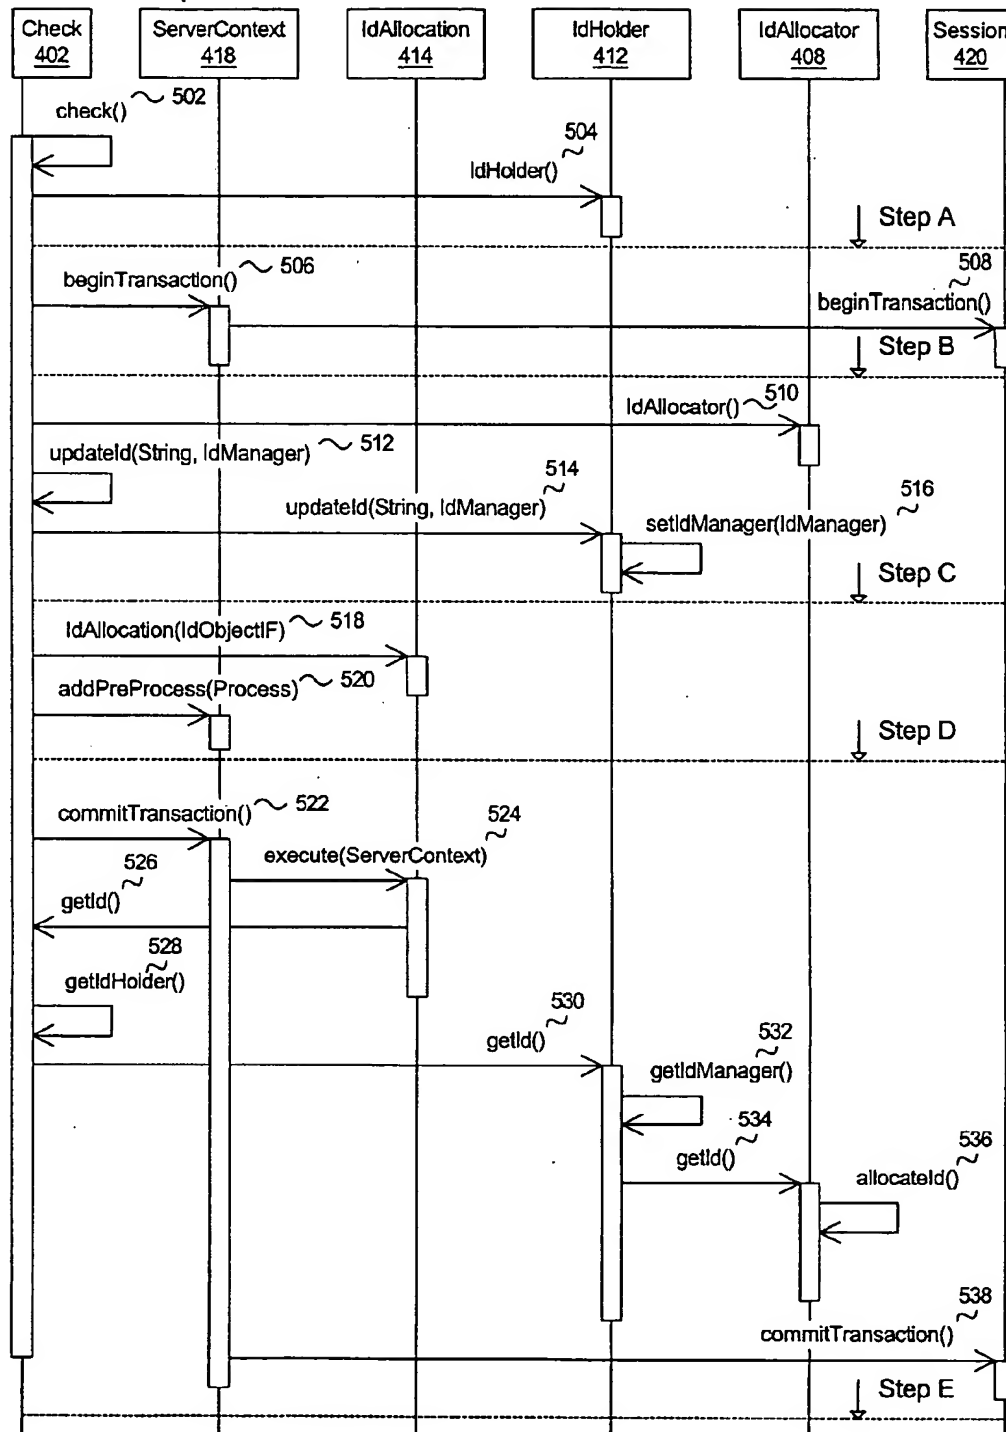 Check
402
ServerContext
418
IdAllocation
414
IdHolder
412
IdAllocator
408
Session
420
check()
502
IdHolder()
504
Step A
beginTransaction()
506
beginTransaction()
508
Step B
IdAllocator()
510
updateId(String, IdManager)
512
updateId(String, IdManager)
514
setIdManager(IdManager)
516
Step C
IdAllocation(IdObjectIF)
518
addPreProcess(Process)
520
Step D
commitTransaction()
522
execute(ServerContext)
524
getId()
526
getIdHolder()
528
getId()
530
getIdManager()
532
getId()
534
allocateId()
536
commitTransaction()
538
Step E